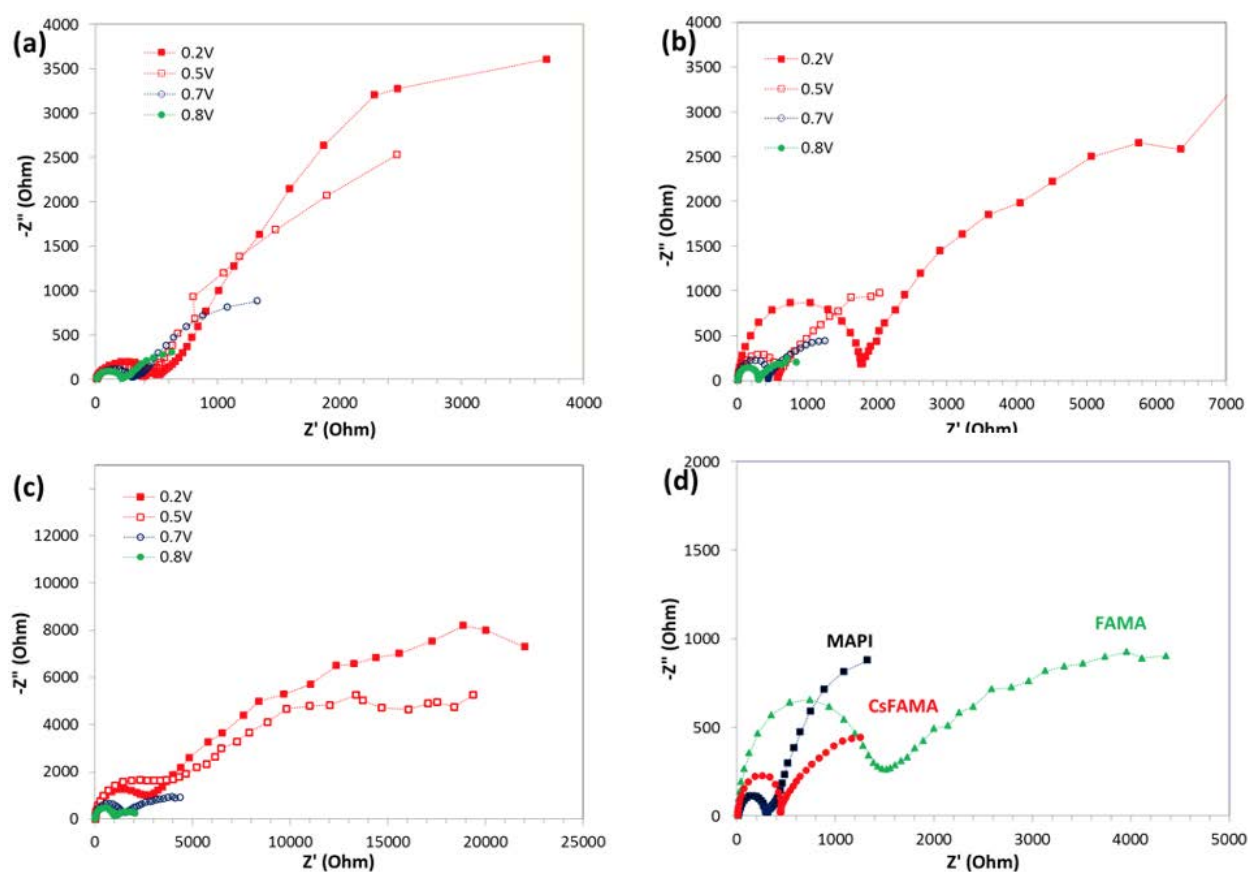 (a)
4000
3500
3000
2500
2000
1500
1000
500
0
-Z" (Ohm)
0.2V
0.5V
0.7V
0.8V
0 1000 2000 3000 4000
Z' (Ohm)
(b)
4000
3500
3000
2500
2000
1500
1000
500
0
-Z" (Ohm)
0.2V
0.5V
0.7V
0.8V
0 1000 2000 3000 4000 5000 6000 7000
Z' (Ohm)
(c)
12000
10000
8000
6000
4000
2000
0
-Z" (Ohm)
0.2V
0.5V
0.7V
0.8V
0 5000 10000 15000 20000 25000
Z' (Ohm)
(d)
2000
1500
1000
500
0
-Z" (Ohm)
FAMA
MAPI
CsFAMA
0 1000 2000 3000 4000 5000
Z' (Ohm)